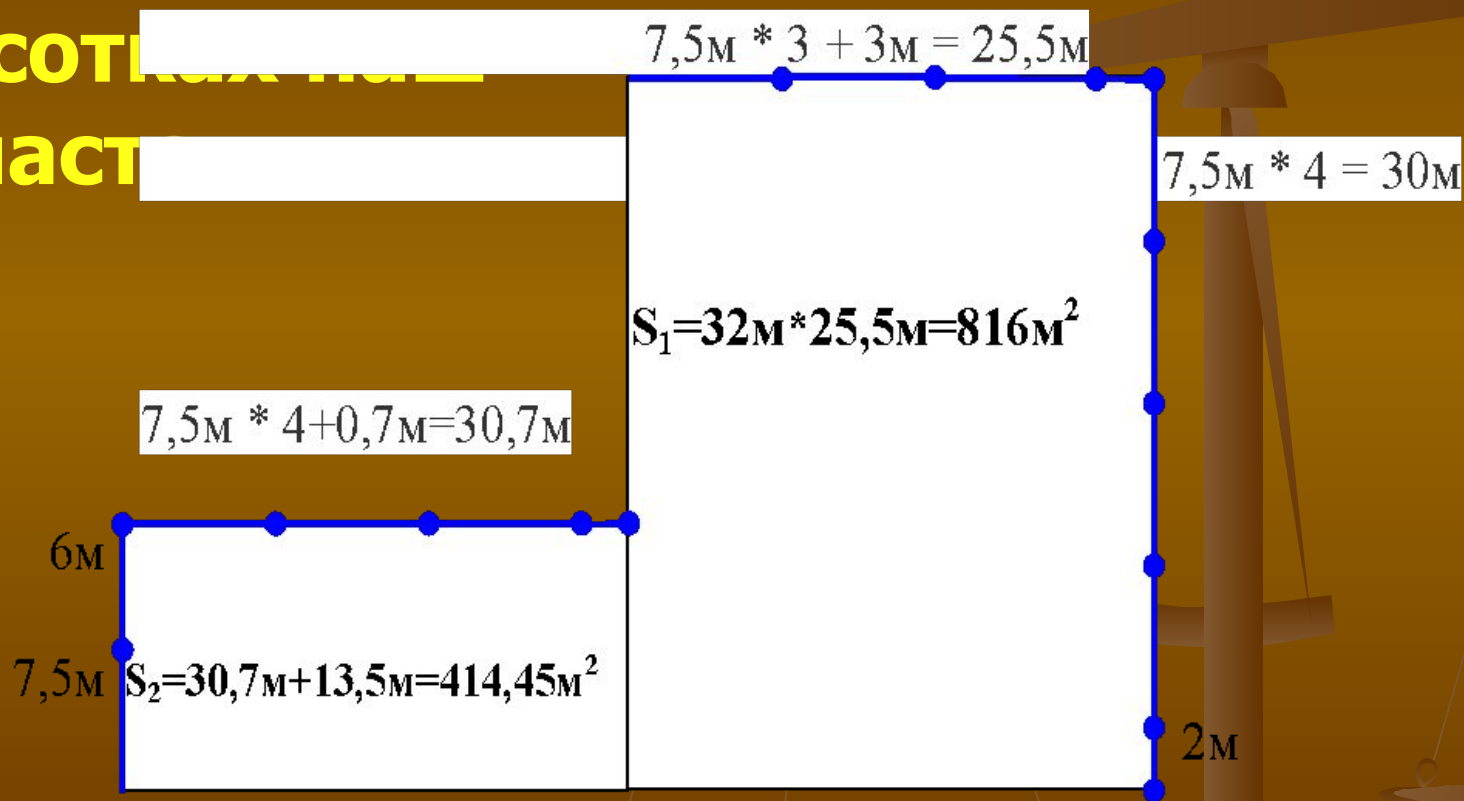 7,5м * 3 + 3м = 25,5м
7,5м * 4 = 30м
S₁=32м*25,5м=816м²
7,5м * 4+0,7м=30,7м
6м
7,5м
S₂=30,7м+13,5м=414,45м²
2м